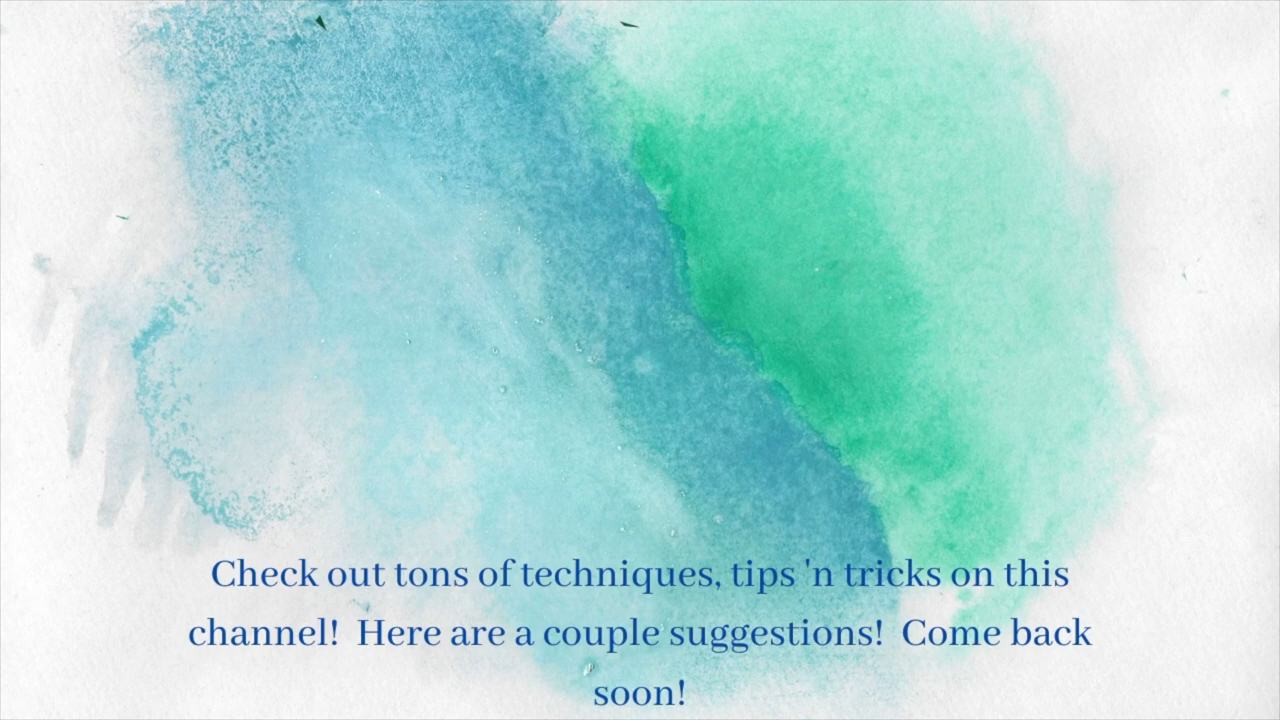 Check out tons of techniques, tips 'n tricks on this
channel!  Here are a couple suggestions!  Come back
soon!